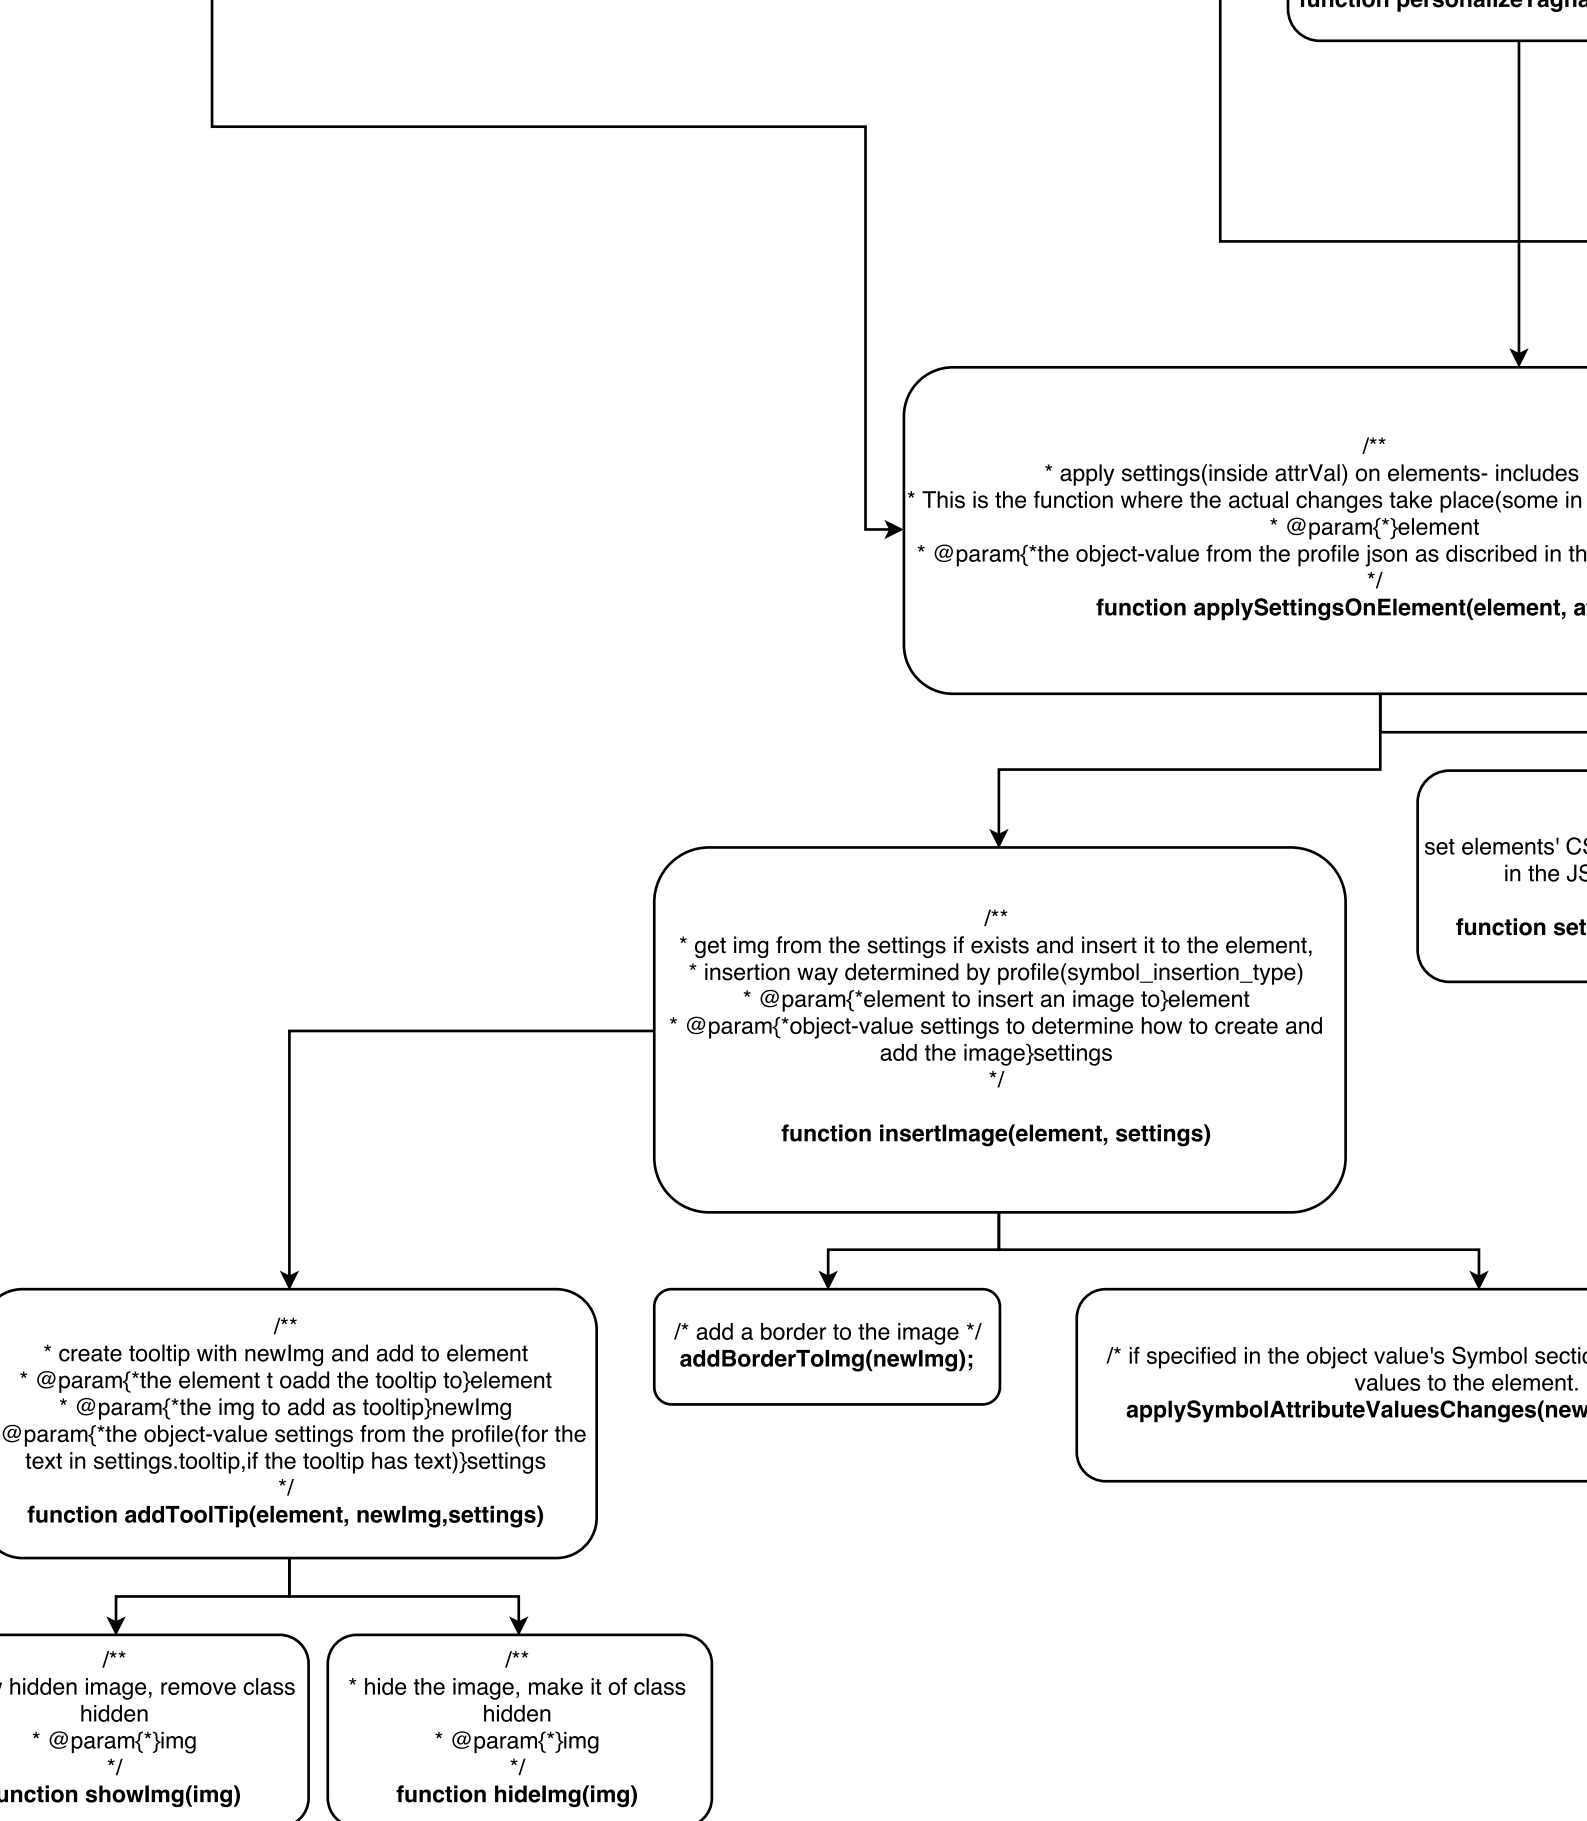 function personalizeTagna
/**
* apply settings(inside attrVal) on elements- includes
* This is the function where the actual changes take place(some in
* @param{*}element
* @param{*the object-value from the profile json as discribed in th
*/
function applySettingsOnElement(element, a
set elements' CS
in the JS
function set
/**
* get img from the settings if exists and insert it to the element,
* insertion way determined by profile(symbol_insertion_type)
* @param{*element to insert an image to}element
* @param{*object-value settings to determine how to create and
add the image}settings
*/
function insertImage(element, settings)
/**
* create tooltip with newImg and add to element
* @param{*the element t oadd the tooltip to}element
* @param{*the img to add as tooltip}newImg
@param{*the object-value settings from the profile(for the
text in settings.tooltip,if the tooltip has text)}settings
*/
function addToolTip(element, newImg,settings)
/* add a border to the image */
addBorderToImg(newImg);
/* if specified in the object value's Symbol sectio
values to the element.
applySymbolAttributeValuesChanges(new
/**
hidden image, remove class
hidden
* @param{*}img
*/
unction showImg(img)
/**
* hide the image, make it of class
hidden
* @param{*}img
*/
function hideImg(img)